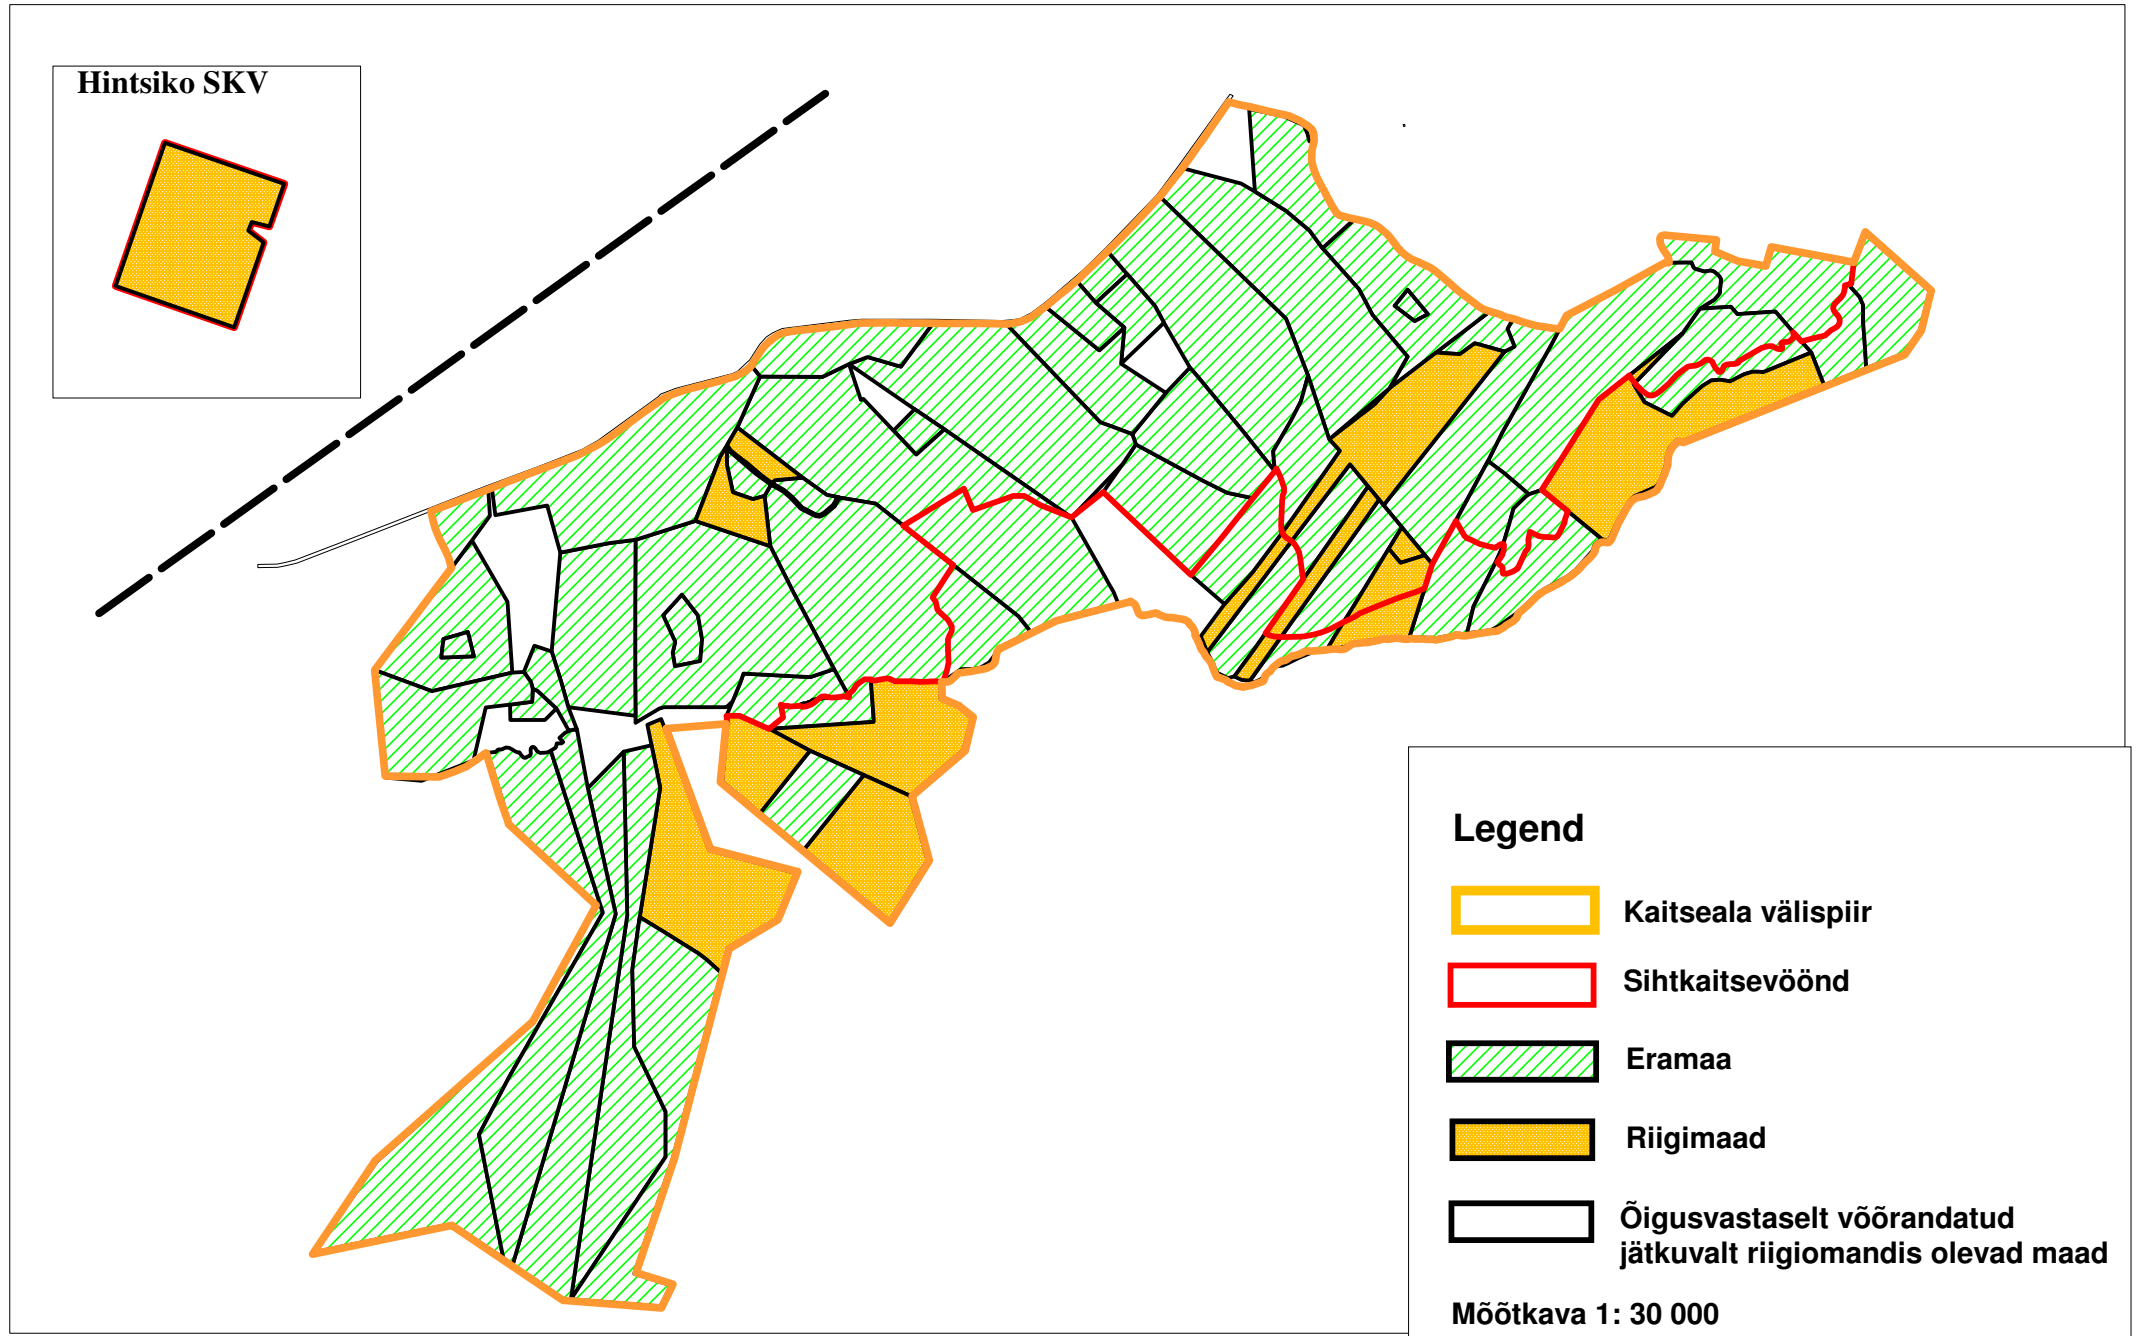 Hintsiko SKV
Legend
Kaitseala välispiir
Sihtkaitsevöönd
Eramaa
Riigimaad
Õigusvastaselt võõrandatud
jätkuvalt riigiomandis olevad maad
Mõõtkava 1: 30 000